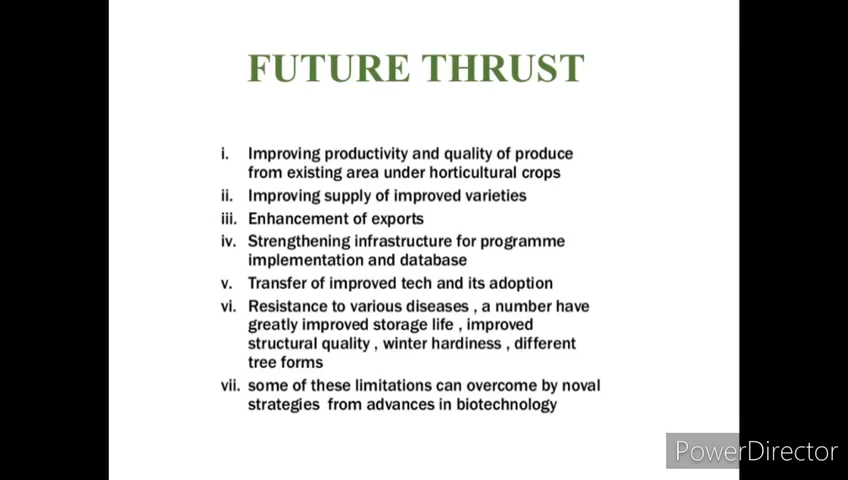 FUTURE THRUST
i. Improving productivity and quality of produce
from existing area under horticultural crops
ii. Improving supply of improved varieties
iii. Enhancement of exports
iv. Strengthening infrastructure for programme
implementation and database
v. Transfer of improved tech and its adoption
vi. Resistance to various diseases , a number have
greatly improved storage life , improved
structural quality , winter hardiness , different
tree forms
vii. some of these limitations can overcome by noval
strategies from advances in biotechnology
PowerDirector